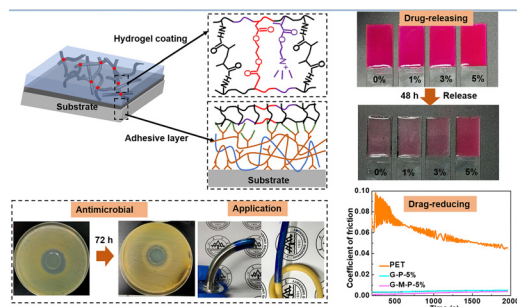 Hydrogel coating
Substrate
Adhesive layer
Substrate
Drug-releasing
0% 1% 3% 5%
48 h Release
0% 1% 3% 5%
Antimicrobial
72 h
Application
Drag-reducing
Coefficient of friction
0.10
0.08
0.06
0.04
0.02
0.00
PET
G-P-5%
G-M-P-5%
500 1000 1500 2000